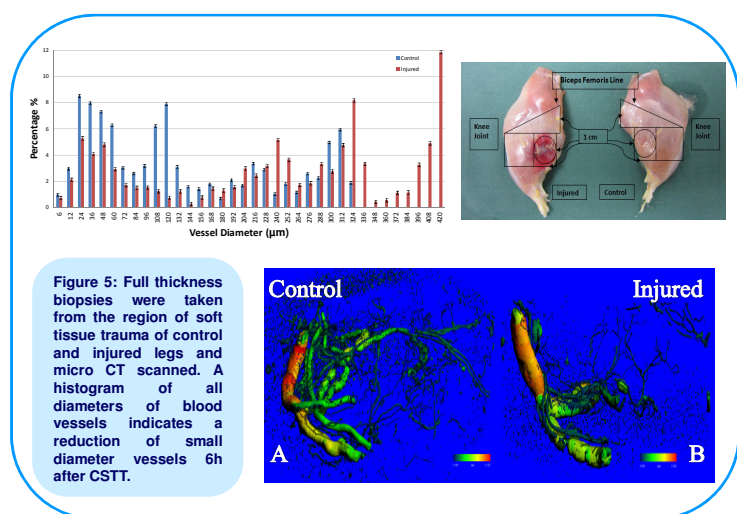 12
10
8
6
4
2
0
Percentage %
Control
Injured
6 12 24 36 48 60 72 84 96 108 120 132 144 156 168 180 192 204 216 228 240 252 264 276 288 300 312 324 336 348 360 372 384 396 408 420
Vessel Diameter (µm)
Biceps Femoris Line
Knee Joint
1 cm
Knee Joint
Injured
Control
Figure 5: Full thickness
biopsies were taken
from the region of soft
tissue trauma of control
and injured legs and
micro CT scanned. A
histogram of all
diameters of blood
vessels indicates a
reduction of small
diameter vessels 6h
after CSTT.
Control
Injured
A
B